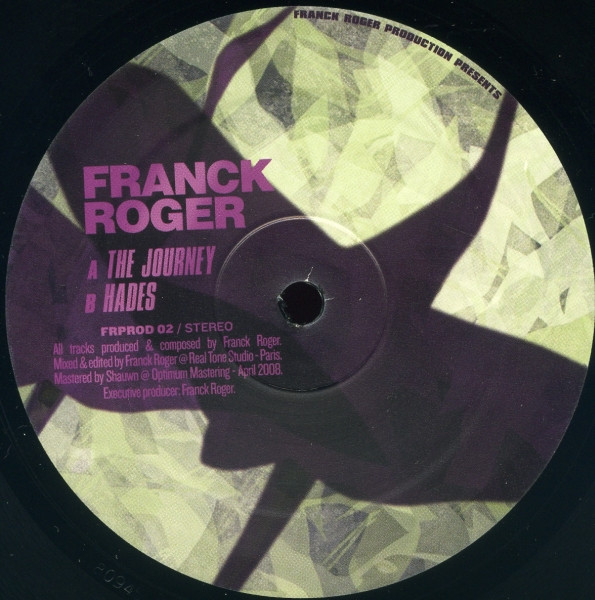 FRANCK ROGER PRODUCTION PRESENTS
FRANCK
ROGER
A THE JOURNEY
B HADES
FRPROD 02 / STEREO
All tracks produced & composed by Franck Roger.
Mixed & edited by Franck Roger @ Real Tone Studio - Paris.
Mastered by Shauwn @ Optimum Mastering - April 2008.
Executive producer: Franck Roger.